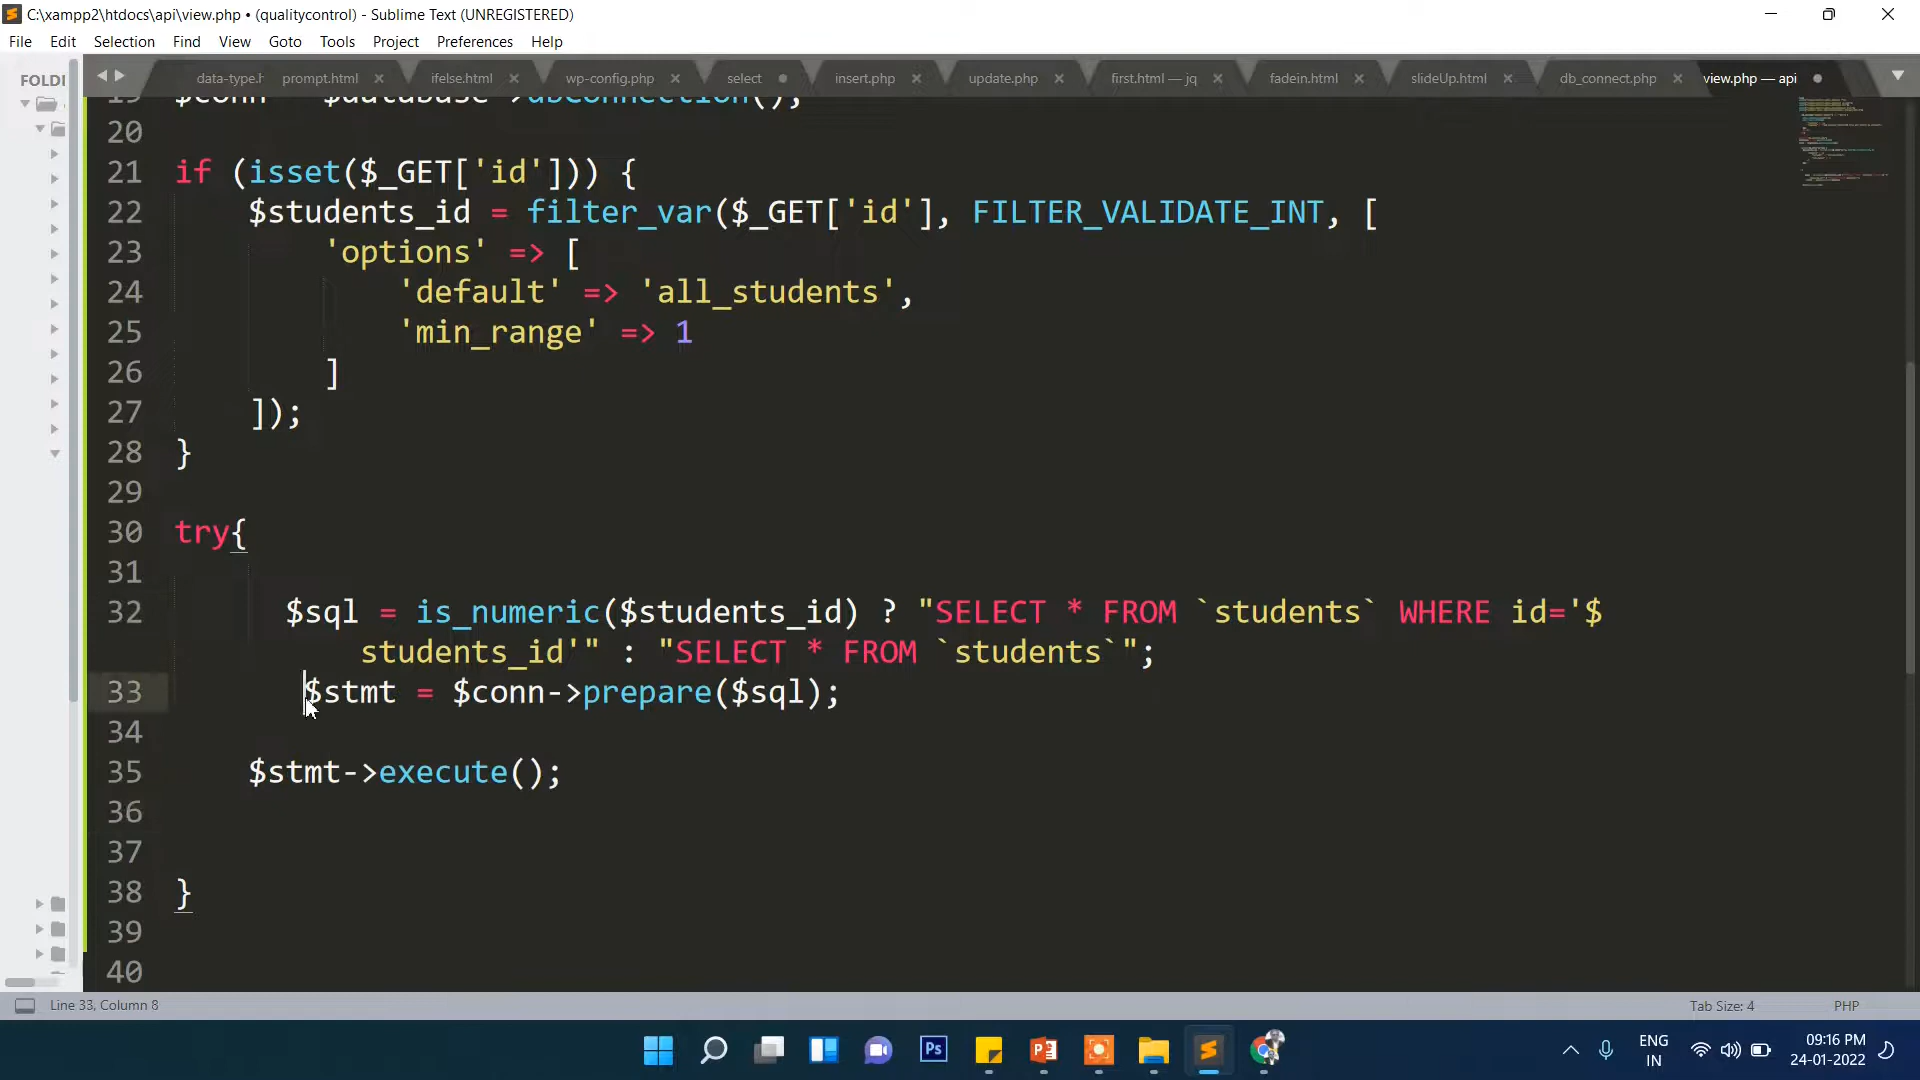 C:\xampp2\htdocs\api\view.php • (qualitycontrol) - Sublime Text (UNREGISTERED)
File Edit Selection Find View Goto Tools Project Preferences Help
FOLDI
data-type.h prompt.html ifelse.html wp-config.php select insert.php update.php first.html — jq fadein.html slideUp.html db_connect.php view.php — api
19 $conn = $database->dbConnection();
20
21 if (isset($_GET['id'])) {
22 $students_id = filter_var($_GET['id'], FILTER_VALIDATE_INT, [
23 'options' => [
24 'default' => 'all_students',
25 'min_range' => 1
26 ]
27 ]);
28 }
29
30 try{
31
32 $sql = is_numeric($students_id) ? "SELECT * FROM `students` WHERE id='$
students_id'" : "SELECT * FROM `students`";
33 $stmt = $conn->prepare($sql);
34
35 $stmt->execute();
36
37
38 }
39
40
Line 33, Column 8 Tab Size: 4 PHP
Ps
P
ENG
IN
09:16 PM
24-01-2022